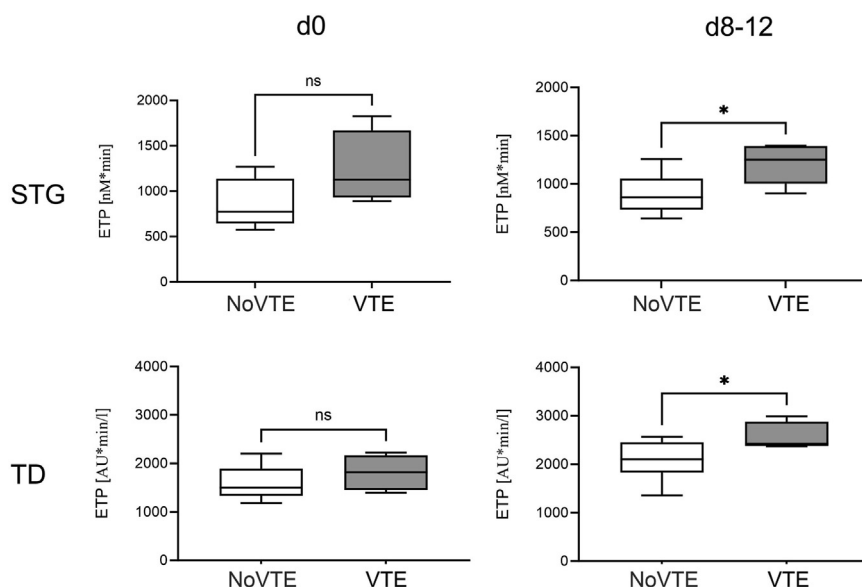 d0
d8-12
STG
ETP [nM*min]
2000
1500
1000
500
0
ns
NoVTE
VTE
ETP [nM*min]
2000
1500
1000
500
0
*
NoVTE
VTE
TD
ETP [AU*min/l]
4000
3000
2000
1000
0
ns
NoVTE
VTE
ETP [AU*min/l]
4000
3000
2000
2000
0
*
NoVTE
VTE